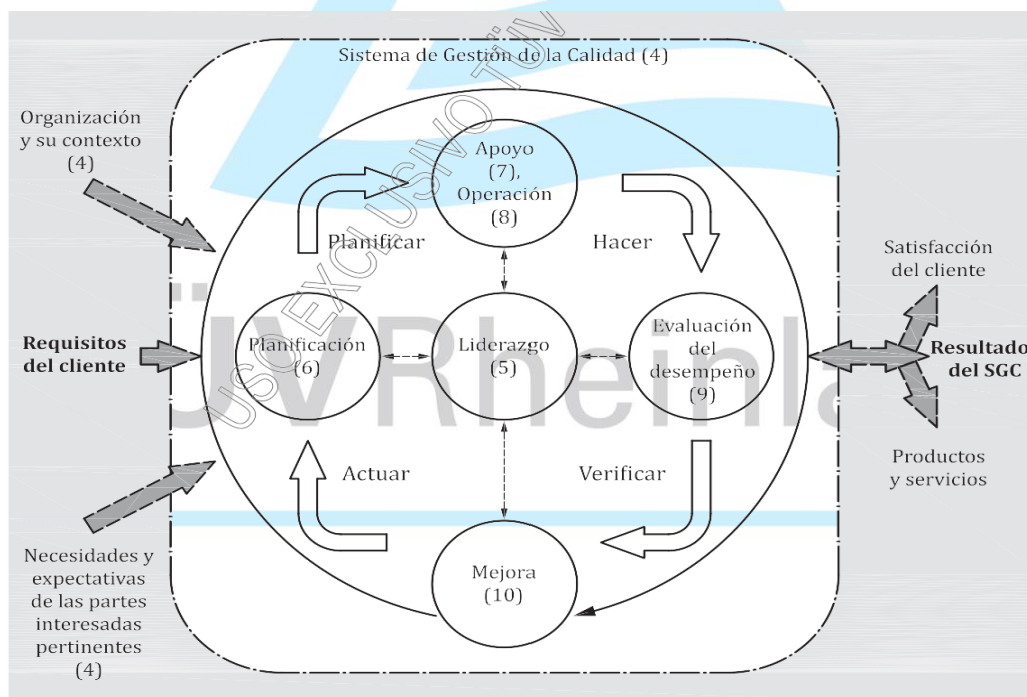 Sistema de Gestión de la Calidad (4)
Organización
y su contexto
(4)
Apoyo
(7),
Operación
(8)
Planificar
Hacer
Satisfacción
del cliente
Requisitos
del cliente
Planificación
(6)
Liderazgo
(5)
Evaluación
del
desempeño
(9)
Resultado
del SGC
Actuar
Verificar
Productos
y servicios
Necesidades y
expectativas
de las partes
interesadas
pertinentes
(4)
Mejora
(10)
USO EXCLUSIVO TÜV
ÜVRheinla